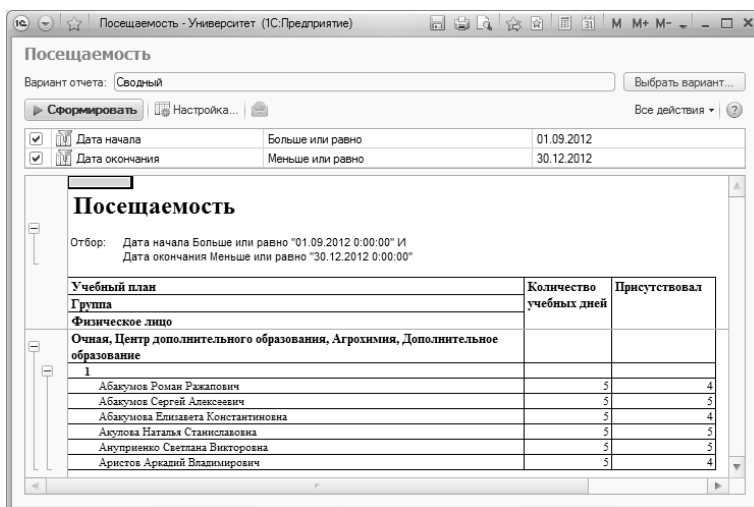 1С Посещаемость - Университет (1С:Предприятие) 31 M M+ M-
Посещаемость
Вариант отчета: Сводный Выбрать вариант...
Сформировать Настройка... Все действия ?
Дата начала Больше или равно 01.09.2012
Дата окончания Меньше или равно 30.12.2012
Посещаемость
Отбор: Дата начала Больше или равно "01.09.2012 0:00:00" И
Дата окончания Меньше или равно "30.12.2012 0:00:00"
Учебный план Количество Присутствовал
Группа учебных дней
Физическое лицо
Очная, Центр дополнительного образования, Агрохимия, Дополнительное
образование
1
Абакумов Роман Ражапович 5 4
Абакумов Сергей Алексеевич 5 5
Абакумова Елизавета Константиновна 5 4
Акулова Наталья Станиславовна 5 5
Ануприенко Светлана Викторовна 5 5
Аристов Аркадий Владимирович 5 4